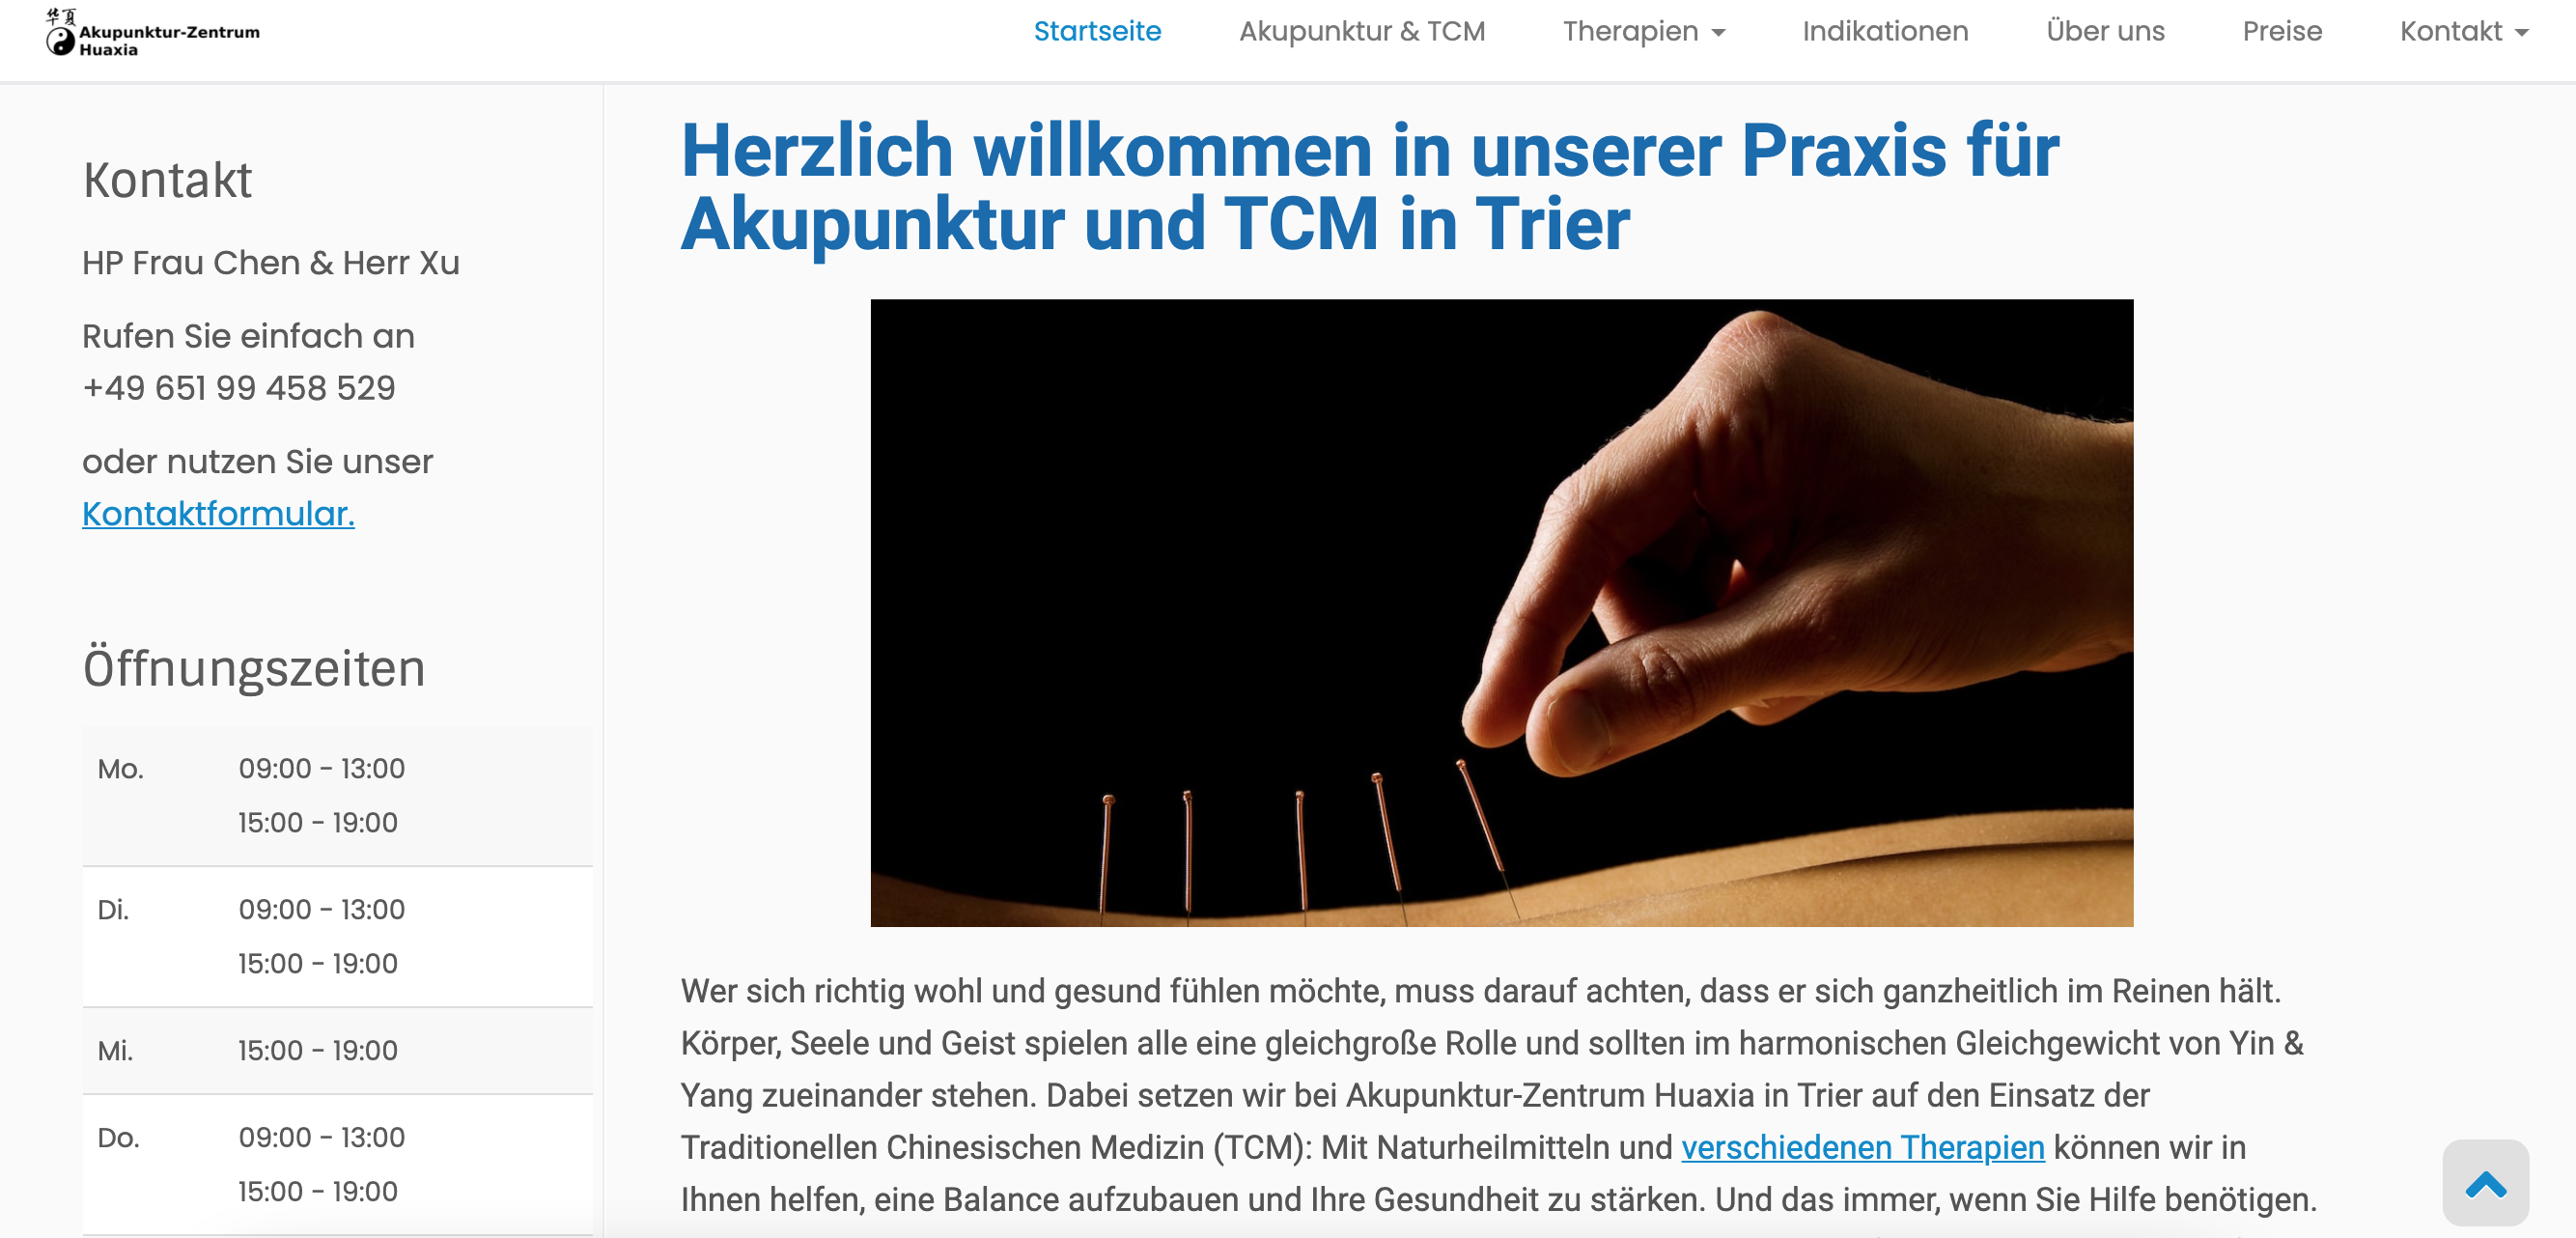 华夏
Akupunktur-Zentrum
Huaxia
Startseite
Akupunktur & TCM
Therapien
Indikationen
Über uns
Preise
Kontakt
Kontakt
HP Frau Chen & Herr Xu
Rufen Sie einfach an
+49 651 99 458 529
oder nutzen Sie unser
Kontaktformular.
Öffnungszeiten
Mo. 09:00 - 13:00
15:00 - 19:00
Di. 09:00 - 13:00
15:00 - 19:00
Mi. 15:00 - 19:00
Do. 09:00 - 13:00
15:00 - 19:00
Herzlich willkommen in unserer Praxis für
Akupunktur und TCM in Trier
Wer sich richtig wohl und gesund fühlen möchte, muss darauf achten, dass er sich ganzheitlich im Reinen hält.
Körper, Seele und Geist spielen alle eine gleichgroße Rolle und sollten im harmonischen Gleichgewicht von Yin &
Yang zueinander stehen. Dabei setzen wir bei Akupunktur-Zentrum Huaxia in Trier auf den Einsatz der
Traditionellen Chinesischen Medizin (TCM): Mit Naturheilmitteln und verschiedenen Therapien können wir in
Ihnen helfen, eine Balance aufzubauen und Ihre Gesundheit zu stärken. Und das immer, wenn Sie Hilfe benötigen.